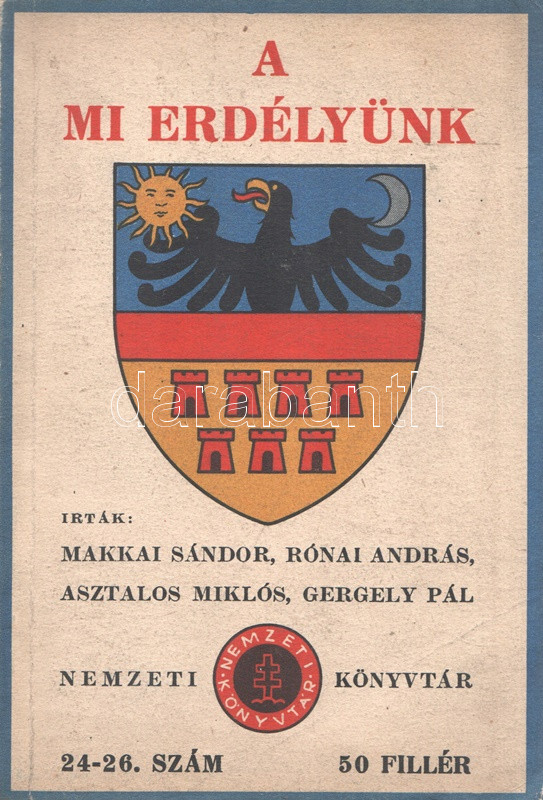 A
MI ERDÉLYÜNK
darabanth
IRTÁK:
MAKKAI SÁNDOR, RÓNAI ANDRÁS,
ASZTALOS MIKLÓS, GERGELY PÁL
NEMZETI KÖNYVTÁR
·NEMZETI·KÖNYVTÁR
24-26. SZÁM 50 FILLÉR